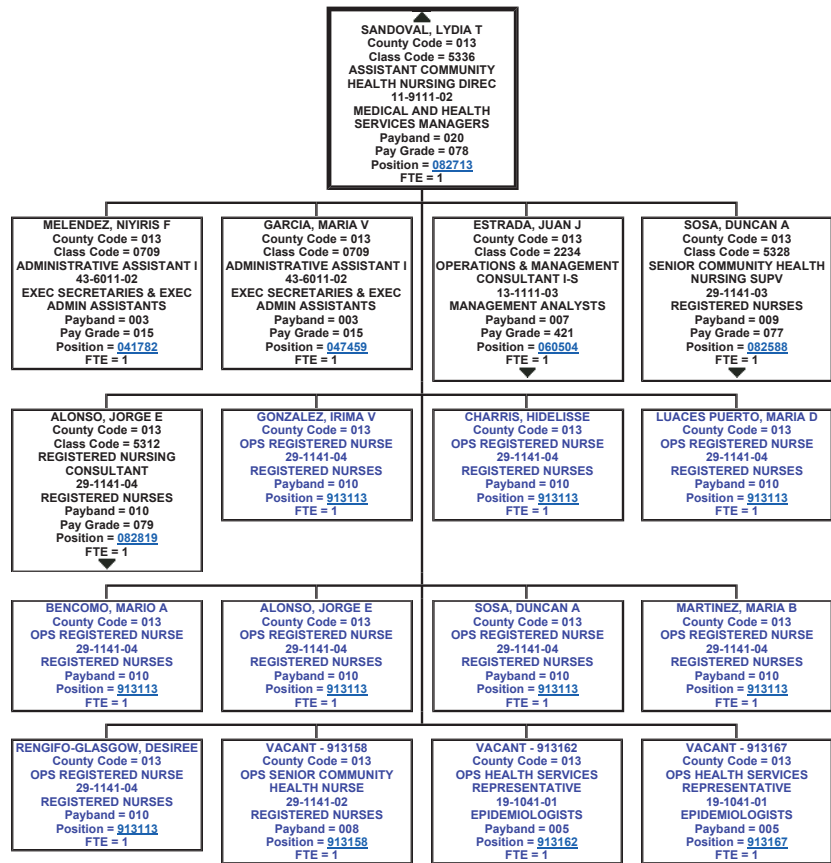 SANDOVAL, LYDIA T
County Code = 013
Class Code = 5336
ASSISTANT COMMUNITY
HEALTH NURSING DIREC
11-9111-02
MEDICAL AND HEALTH
SERVICES MANAGERS
Payband = 020
Pay Grade = 078
Position = 082713
FTE = 1
MELENDEZ, NIYIRIS F
County Code = 013
Class Code = 0709
ADMINISTRATIVE ASSISTANT I
43-6011-02
EXEC SECRETARIES & EXEC
ADMIN ASSISTANTS
Payband = 003
Pay Grade = 015
Position = 041782
FTE = 1
GARCIA, MARIA V
County Code = 013
Class Code = 0709
ADMINISTRATIVE ASSISTANT I
43-6011-02
EXEC SECRETARIES & EXEC
ADMIN ASSISTANTS
Payband = 003
Pay Grade = 015
Position = 047459
FTE = 1
ESTRADA, JUAN J
County Code = 013
Class Code = 2234
OPERATIONS & MANAGEMENT
CONSULTANT I-S
13-1111-03
MANAGEMENT ANALYSTS
Payband = 007
Pay Grade = 421
Position = 060504
FTE = 1
SOSA, DUNCAN A
County Code = 013
Class Code = 5328
SENIOR COMMUNITY HEALTH
NURSING SUPV
29-1141-03
REGISTERED NURSES
Payband = 009
Pay Grade = 077
Position = 082588
FTE = 1
ALONSO, JORGE E
County Code = 013
Class Code = 5312
REGISTERED NURSING
CONSULTANT
29-1141-04
REGISTERED NURSES
Payband = 010
Pay Grade = 079
Position = 082819
FTE = 1
GONZALEZ, IRIMA V
County Code = 013
OPS REGISTERED NURSE
29-1141-04
REGISTERED NURSES
Payband = 010
Position = 913113
FTE = 1
CHARRIS, HIDELISSE
County Code = 013
OPS REGISTERED NURSE
29-1141-04
REGISTERED NURSES
Payband = 010
Position = 913113
FTE = 1
LUACES PUERTO, MARIA D
County Code = 013
OPS REGISTERED NURSE
29-1141-04
REGISTERED NURSES
Payband = 010
Position = 913113
FTE = 1
BENCOMO, MARIO A
County Code = 013
OPS REGISTERED NURSE
29-1141-04
REGISTERED NURSES
Payband = 010
Position = 913113
FTE = 1
ALONSO, JORGE E
County Code = 013
OPS REGISTERED NURSE
29-1141-04
REGISTERED NURSES
Payband = 010
Position = 913113
FTE = 1
SOSA, DUNCAN A
County Code = 013
OPS REGISTERED NURSE
29-1141-04
REGISTERED NURSES
Payband = 010
Position = 913113
FTE = 1
MARTINEZ, MARIA B
County Code = 013
OPS REGISTERED NURSE
29-1141-04
REGISTERED NURSES
Payband = 010
Position = 913113
FTE = 1
RENGIFO-GLASGOW, DESIREE
County Code = 013
OPS REGISTERED NURSE
29-1141-04
REGISTERED NURSES
Payband = 010
Position = 913113
FTE = 1
VACANT - 913158
County Code = 013
OPS SENIOR COMMUNITY
HEALTH NURSE
29-1141-02
REGISTERED NURSES
Payband = 008
Position = 913158
FTE = 1
VACANT - 913162
County Code = 013
OPS HEALTH SERVICES
REPRESENTATIVE
19-1041-01
EPIDEMIOLOGISTS
Payband = 005
Position = 913162
FTE = 1
VACANT - 913167
County Code = 013
OPS HEALTH SERVICES
REPRESENTATIVE
19-1041-01
EPIDEMIOLOGISTS
Payband = 005
Position = 913167
FTE = 1